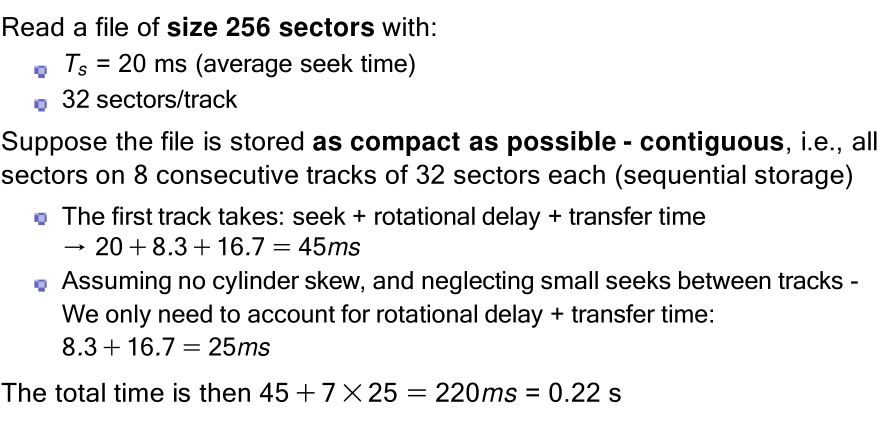 Read a file of size 256 sectors with:
Ts = 20 ms (average seek time)
32 sectors/track
Suppose the file is stored as compact as possible - contiguous, i.e., all
sectors on 8 consecutive tracks of 32 sectors each (sequential storage)
The first track takes: seek + rotational delay + transfer time
→ 20 + 8.3 + 16.7 = 45ms
Assuming no cylinder skew, and neglecting small seeks between tracks -
We only need to account for rotational delay + transfer time:
8.3 + 16.7 = 25ms
The total time is then 45 + 7 × 25 = 220ms = 0.22 s